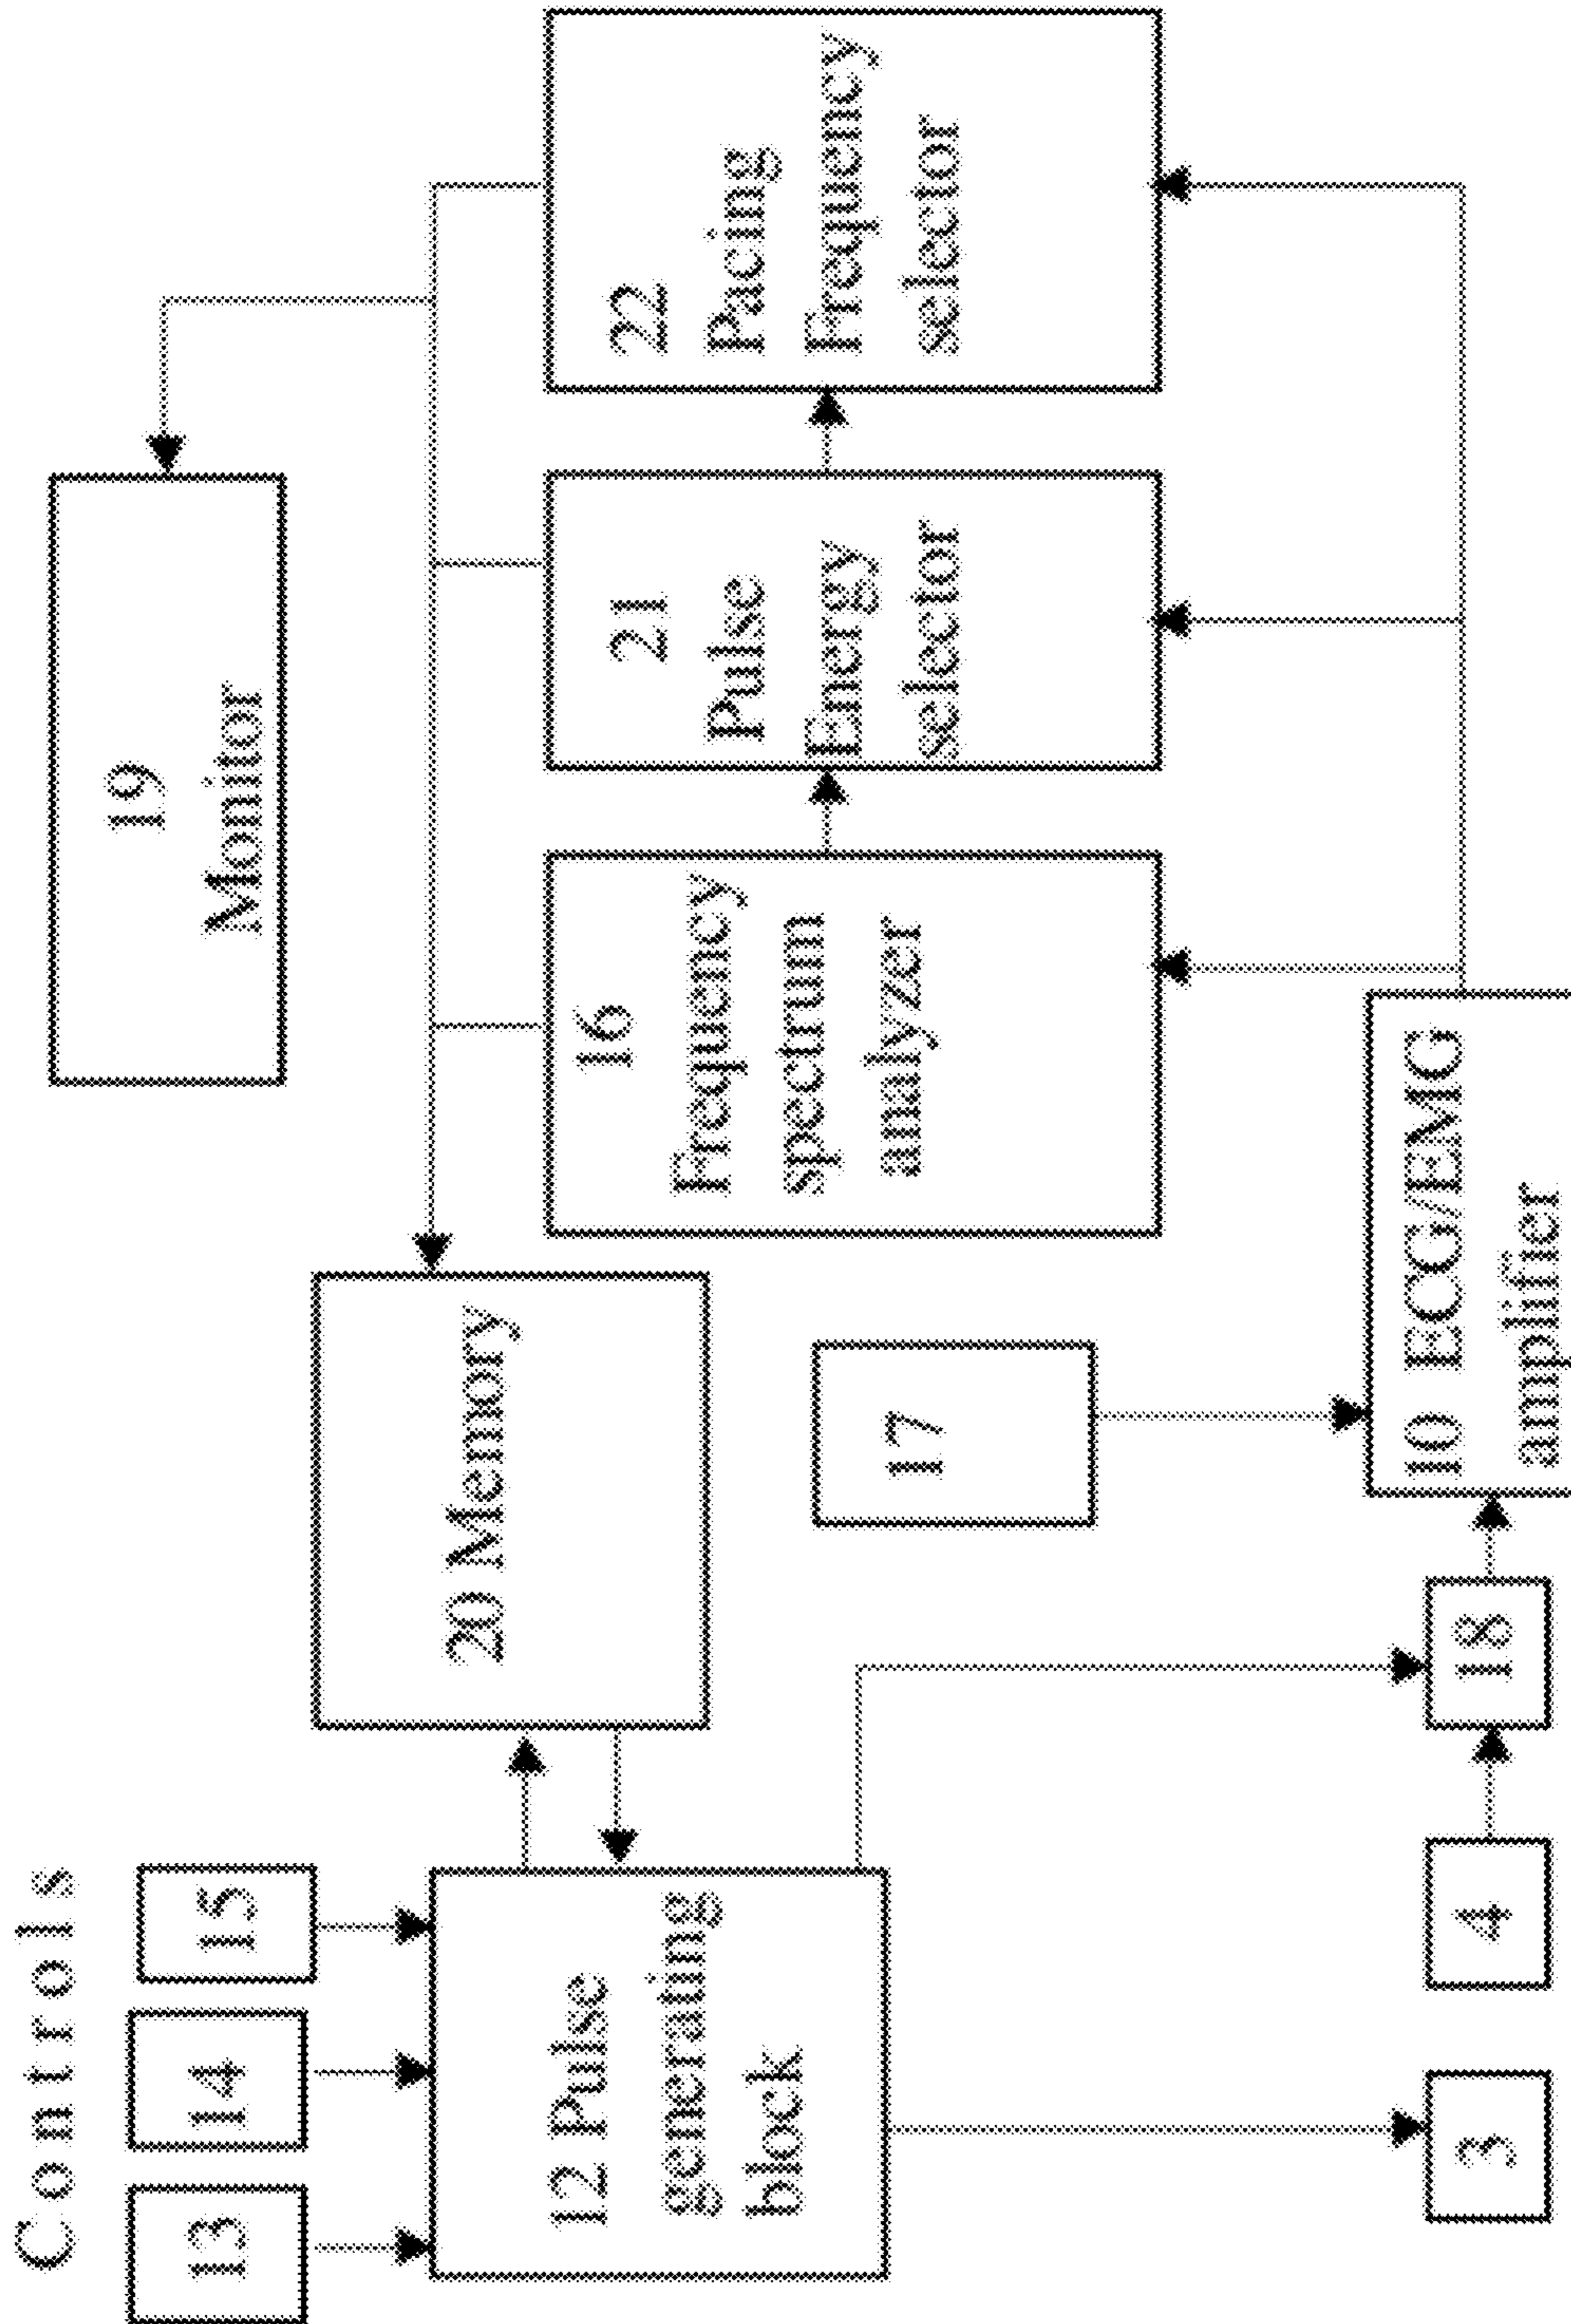 Controls
13
14
15
19
Monitor
20 Memory
12 Pulse
generating
block
16
Frequency
spectrum
analyzer
21
Pulse
Energy
selector
22
Pacing
Frequency
selector
17
3
4
18
10 ECG/EMG
amplifier